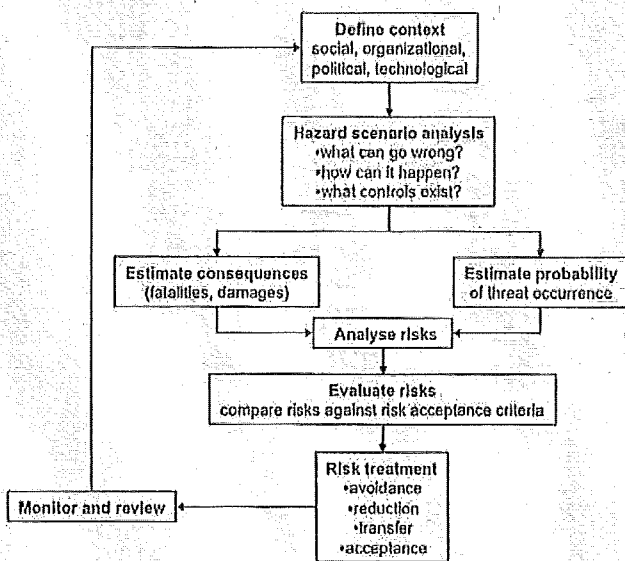 Define context
social, organizational,
political, technological
Hazard scenario analysis
•what can go wrong?
•how can it happen?
•what controls exist?
Estimate consequences
(fatalities, damages)
Estimate probability
of threat occurrence
Analyse risks
Evaluate risks
compare risks against risk acceptance criteria
Risk treatment
•avoidance
•reduction
•transfer
•acceptance
Monitor and review